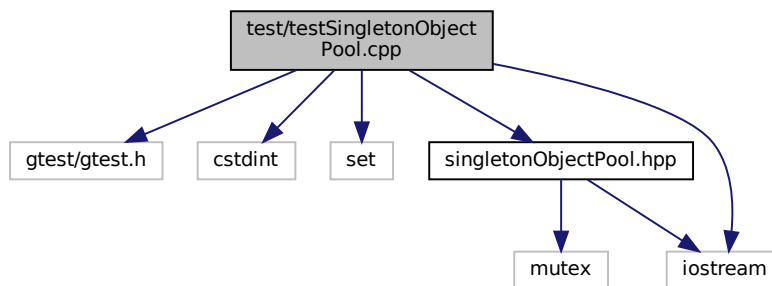 test/testSingletonObject
Pool.cpp
gtest/gtest.h
cstdint
set
singletonObjectPool.hpp
mutex
iostream